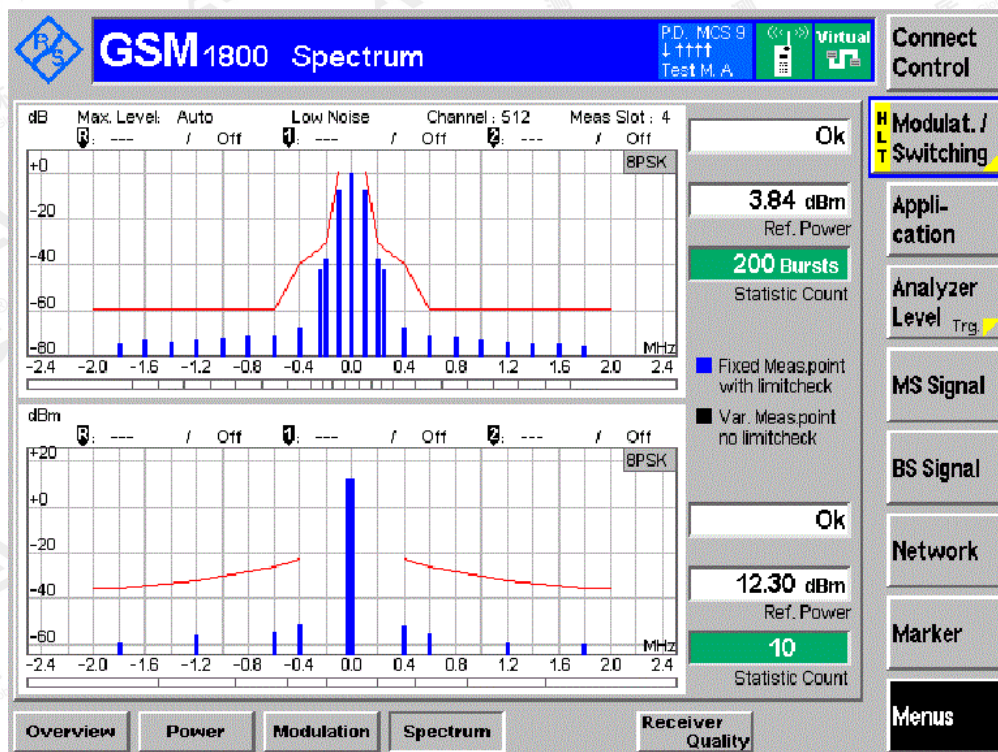 R/S
GSM 1800 Spectrum
P.D. MCS 9
↓ ↑↑↑↑
Test M. A
Virtual
Connect
Control
dB Max. Level: Auto Low Noise Channel : 512 Meas Slot : 4
R: --- / Off 1: --- / Off 2: --- / Off
8PSK
+0
-20
-40
-60
-80
MHz
-2.4 -2.0 -1.6 -1.2 -0.8 -0.4 0.0 0.4 0.8 1.2 1.6 2.0 2.4
Ok
3.84 dBm
Ref. Power
200 Bursts
Statistic Count
Fixed Meas.point
with limitcheck
Var. Meas.point
no limitcheck
dBm
R: --- / Off 1: --- / Off 2: --- / Off
8PSK
+20
+0
-20
-40
-60
MHz
-2.4 -2.0 -1.6 -1.2 -0.8 -0.4 0.0 0.4 0.8 1.2 1.6 2.0 2.4
Ok
12.30 dBm
Ref. Power
10
Statistic Count
HLT
Modulat. /
Switching
Appli-
cation
Analyzer
Level Trg.
MS Signal
BS Signal
Network
Marker
Menus
Overview
Power
Modulation
Spectrum
Receiver
Quality